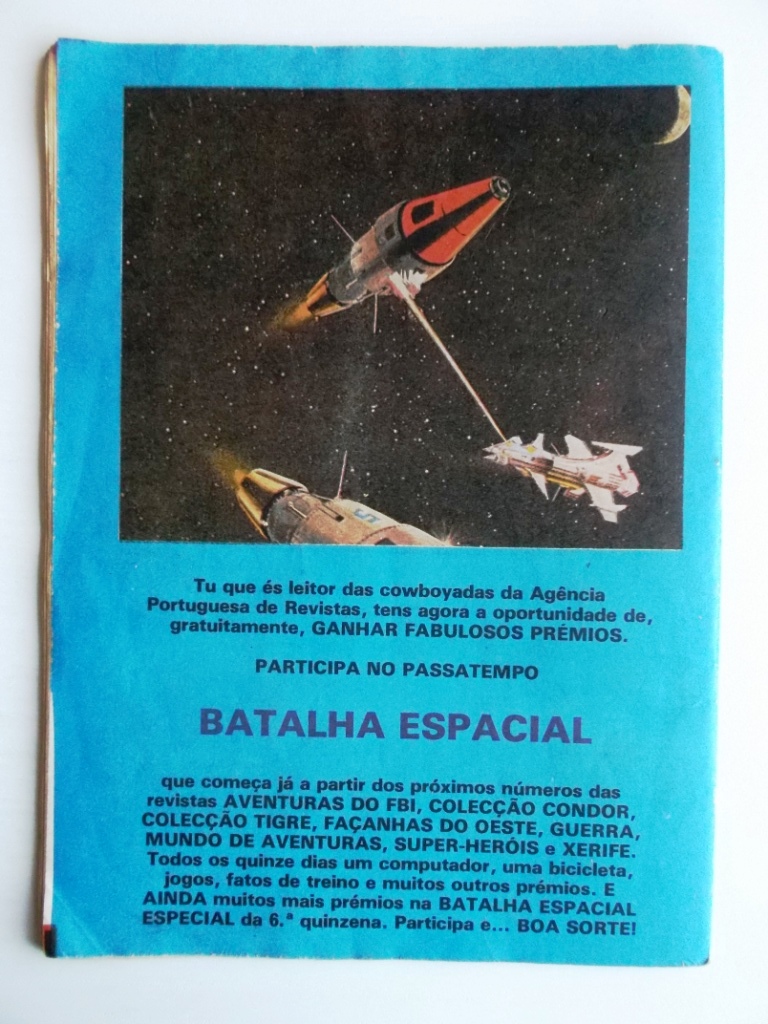 Tu que és leitor das cowboyadas da Agência
Portuguesa de Revistas, tens agora a oportunidade de,
gratuitamente, GANHAR FABULOSOS PRÉMIOS.
PARTICIPA NO PASSATEMPO
BATALHA ESPACIAL
que começa já a partir dos próximos números das
revistas AVENTURAS DO FBI, COLECÇÃO CONDOR,
COLECÇÃO TIGRE, FAÇANHAS DO OESTE, GUERRA,
MUNDO DE AVENTURAS, SUPER-HERÓIS e XERIFE.
Todos os quinze dias um computador, uma bicicleta,
jogos, fatos de treino e muitos outros prémios. E
AINDA muitos mais prémios na BATALHA ESPACIAL
ESPECIAL da 6.ª quinzena. Participa e... BOA SORTE!